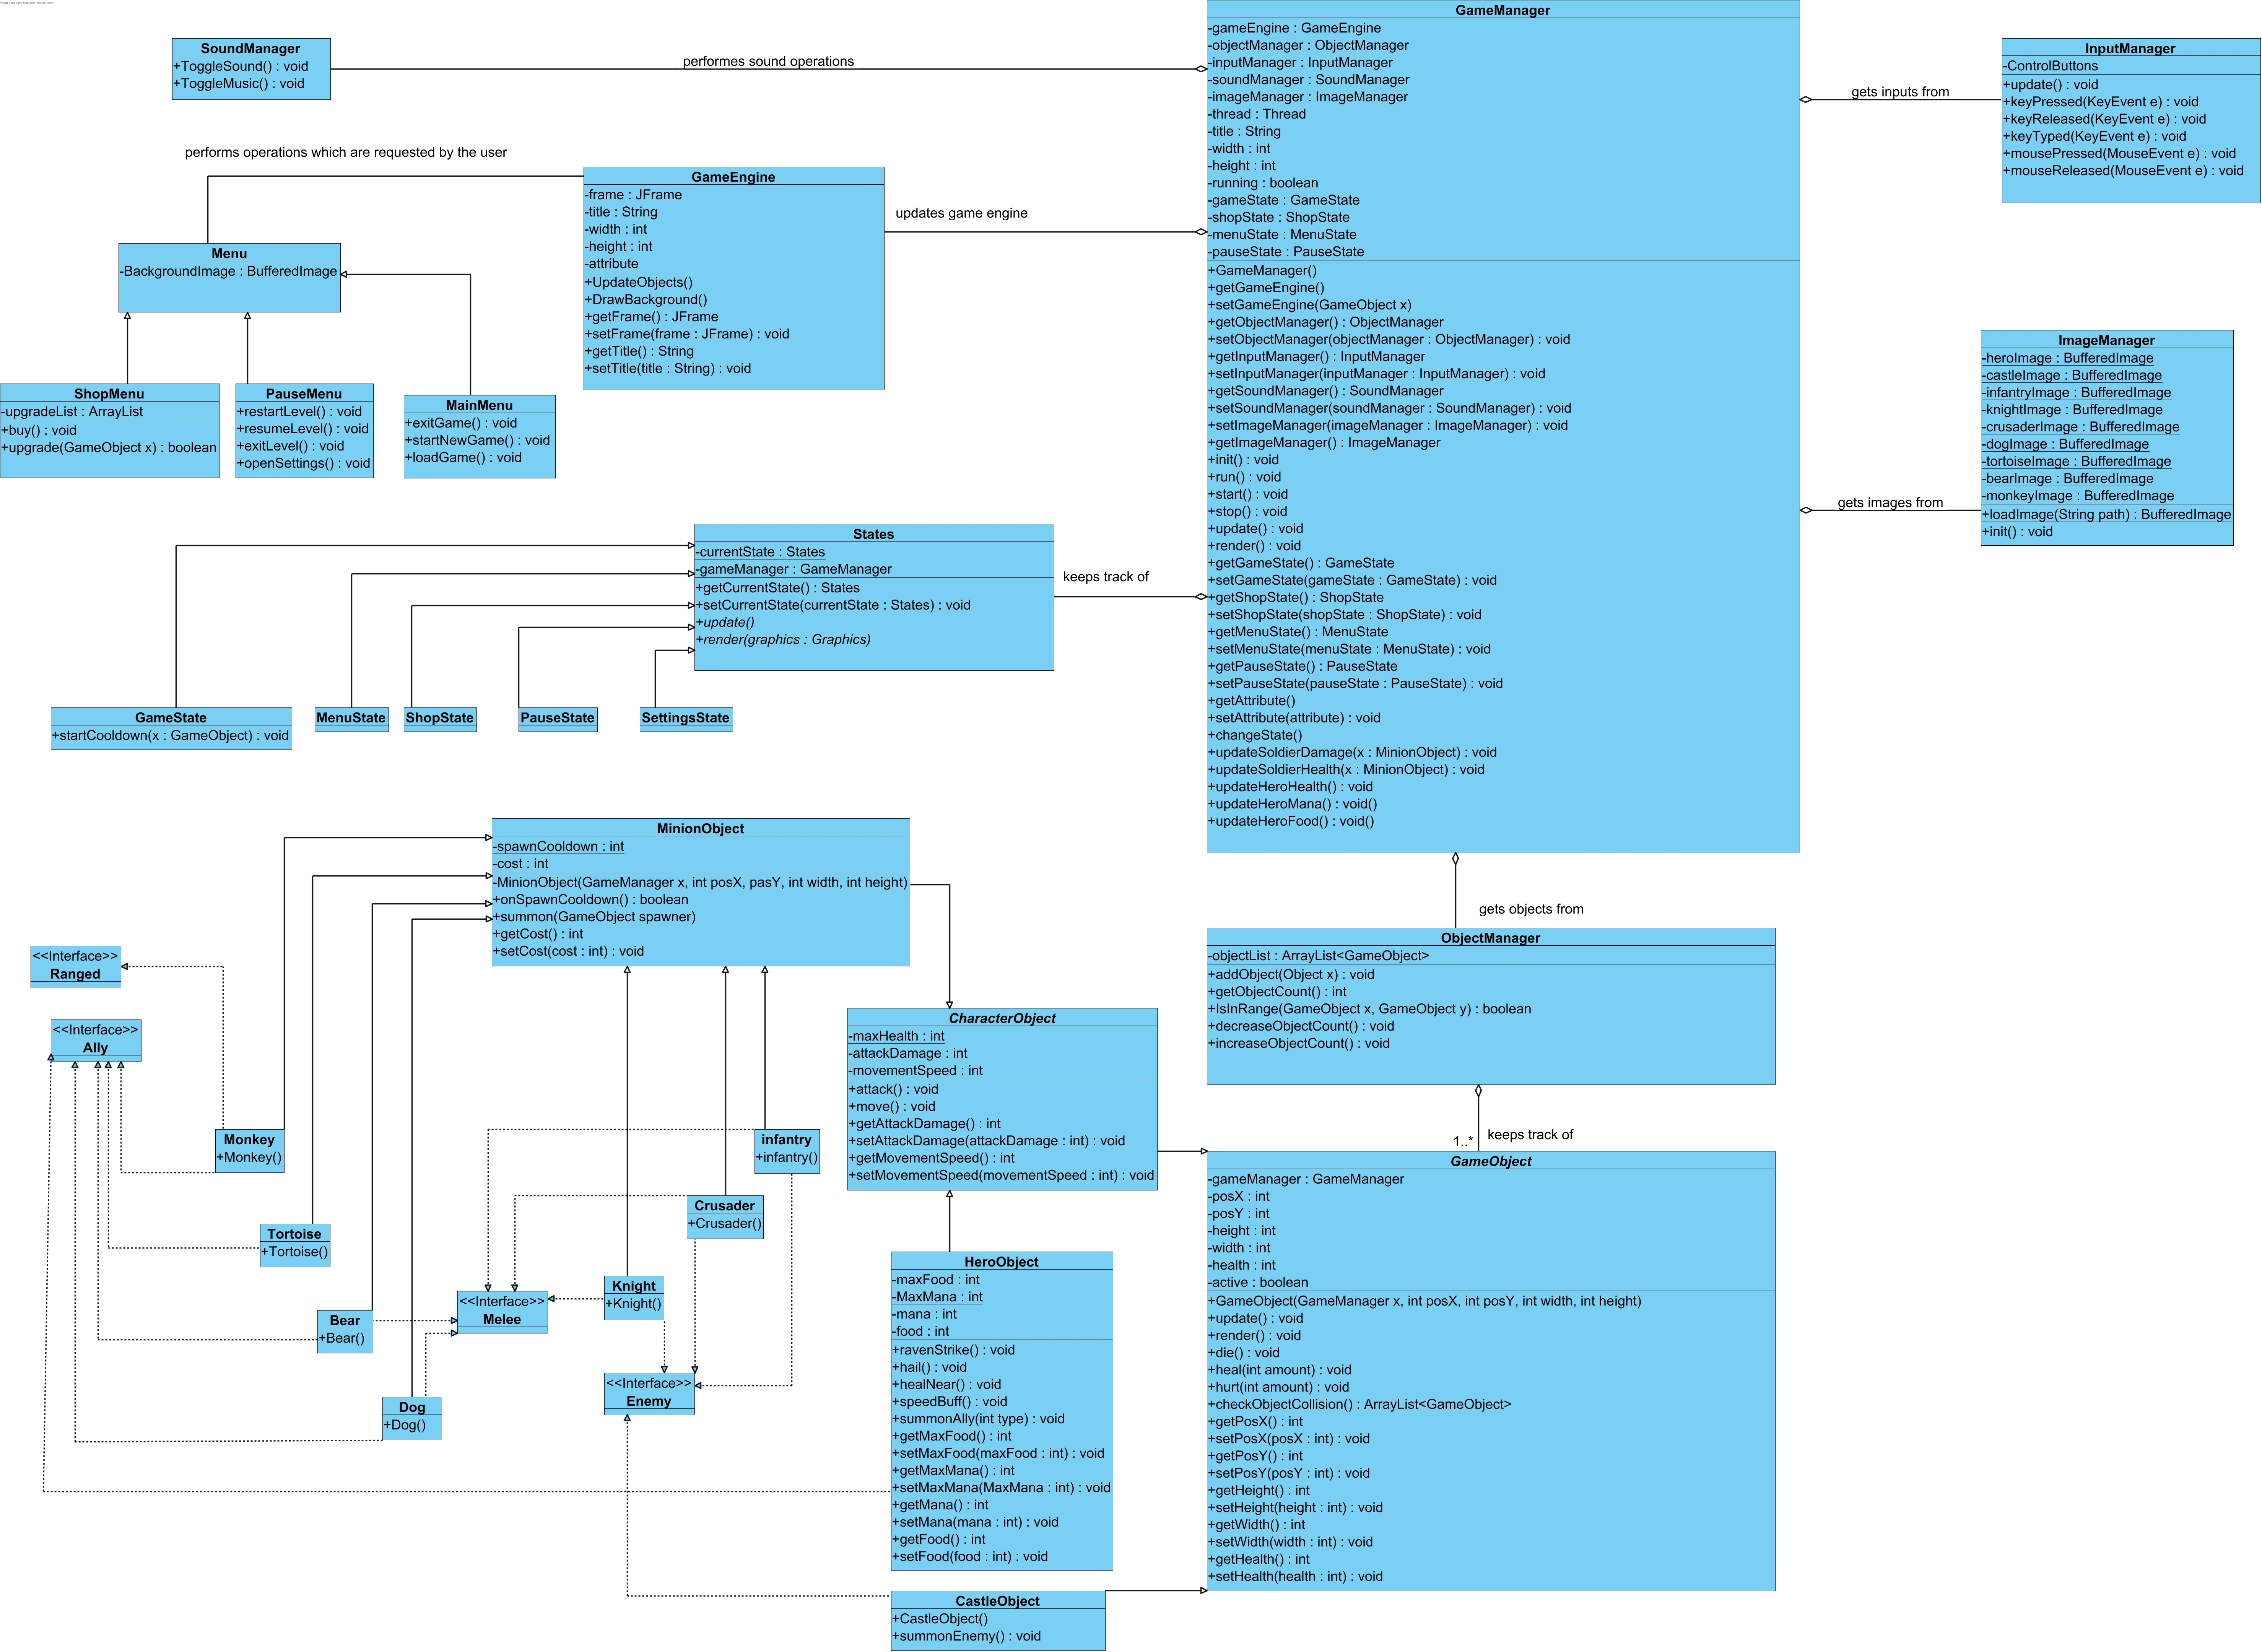 SoundManager
+ToggleSound() : void
+ToggleMusic() : void
performes sound operations
GameManager
-gameEngine : GameEngine
-objectManager : ObjectManager
-inputManager : InputManager
-soundManager : SoundManager
-imageManager : ImageManager
-thread : Thread
-title : String
-width : int
-height : int
-running : boolean
-gameState : GameState
-shopState : ShopState
-menuState : MenuState
-pauseState : PauseState
+GameManager()
+getGameEngine()
+setGameEngine(GameObject x)
+getObjectManager() : ObjectManager
+setObjectManager(objectManager : ObjectManager) : void
+getInputManager() : InputManager
+setInputManager(inputManager : InputManager) : void
+getSoundManager() : SoundManager
+setSoundManager(soundManager : SoundManager) : void
+setImageManager(imageManager : ImageManager) : void
+getImageManager() : ImageManager
+init() : void
+run() : void
+start() : void
+stop() : void
+update() : void
+render() : void
+getGameState() : GameState
+setGameState(gameState : GameState) : void
+getShopState() : ShopState
+setShopState(shopState : ShopState) : void
+getMenuState() : MenuState
+setMenuState(menuState : MenuState) : void
+getPauseState() : PauseState
+setPauseState(pauseState : PauseState) : void
+getAttribute()
+setAttribute(attribute) : void
+changeState()
+updateSoldierDamage(x : MinionObject) : void
+updateSoldierHealth(x : MinionObject) : void
+updateHeroHealth() : void
+updateHeroMana() : void()
+updateHeroFood() : void()
gets inputs from
InputManager
-ControlButtons
+update() : void
+keyPressed(KeyEvent e) : void
+keyReleased(KeyEvent e) : void
+keyTyped(KeyEvent e) : void
+mousePressed(MouseEvent e) : void
+mouseReleased(MouseEvent e) : void
performs operations which are requested by the user
GameEngine
-frame : JFrame
-title : String
-width : int
-height : int
-attribute
+UpdateObjects()
+DrawBackground()
+getFrame() : JFrame
+setFrame(frame : JFrame) : void
+getTitle() : String
+setTitle(title : String) : void
updates game engine
Menu
-BackgroundImage : BufferedImage
ShopMenu
-upgradeList : ArrayList
+buy() : void
+upgrade(GameObject x) : boolean
PauseMenu
+restartLevel() : void
+resumeLevel() : void
+exitLevel() : void
+openSettings() : void
MainMenu
+exitGame() : void
+startNewGame() : void
+loadGame() : void
gets images from
ImageManager
-heroImage : BufferedImage
-castleImage : BufferedImage
-infantryImage : BufferedImage
-knightImage : BufferedImage
-crusaderImage : BufferedImage
-dogImage : BufferedImage
-tortoiseImage : BufferedImage
-bearImage : BufferedImage
-monkeyImage : BufferedImage
+loadImage(String path) : BufferedImage
+init() : void
States
-currentState : States
-gameManager : GameManager
+getCurrentState() : States
+setCurrentState(currentState : States) : void
+update()
+render(graphics : Graphics)
keeps track of
GameState
+startCooldown(x : GameObject) : void
MenuState
ShopState
PauseState
SettingsState
MinionObject
-spawnCooldown : int
-cost : int
-MinionObject(GameManager x, int posX, pasY, int width, int height)
+onSpawnCooldown() : boolean
+summon(GameObject spawner)
+getCost() : int
+setCost(cost : int) : void
gets objects from
ObjectManager
-objectList : ArrayList<GameObject>
+addObject(Object x) : void
+getObjectCount() : int
+IsInRange(GameObject x, GameObject y) : boolean
+decreaseObjectCount() : void
+increaseObjectCount() : void
1..*
keeps track of
<<Interface>>
Ranged
<<Interface>>
Ally
CharacterObject
-maxHealth : int
-attackDamage : int
-movementSpeed : int
+attack() : void
+move() : void
+getAttackDamage() : int
+setAttackDamage(attackDamage : int) : void
+getMovementSpeed() : int
+setMovementSpeed(movementSpeed : int) : void
Monkey
+Monkey()
infantry
+infantry()
Crusader
+Crusader()
Tortoise
+Tortoise()
Knight
+Knight()
<<Interface>>
Melee
Bear
+Bear()
<<Interface>>
Enemy
Dog
+Dog()
GameObject
-gameManager : GameManager
-posX : int
-posY : int
-height : int
-width : int
-health : int
-active : boolean
+GameObject(GameManager x, int posX, int posY, int width, int height)
+update() : void
+render() : void
+die() : void
+heal(int amount) : void
+hurt(int amount) : void
+checkObjectCollision() : ArrayList<GameObject>
+getPosX() : int
+setPosX(posX : int) : void
+getPosY() : int
+setPosY(posY : int) : void
+getHeight() : int
+setHeight(height : int) : void
+getWidth() : int
+setWidth(width : int) : void
+getHealth() : int
+setHealth(health : int) : void
HeroObject
-maxFood : int
-MaxMana : int
-mana : int
-food : int
+ravenStrike() : void
+hail() : void
+healNear() : void
+speedBuff() : void
+summonAlly(int type) : void
+getMaxFood() : int
+setMaxFood(maxFood : int) : void
+getMaxMana() : int
+setMaxMana(MaxMana : int) : void
+getMana() : int
+setMana(mana : int) : void
+getFood() : int
+setFood(food : int) : void
CastleObject
+CastleObject()
+summonEnemy() : void